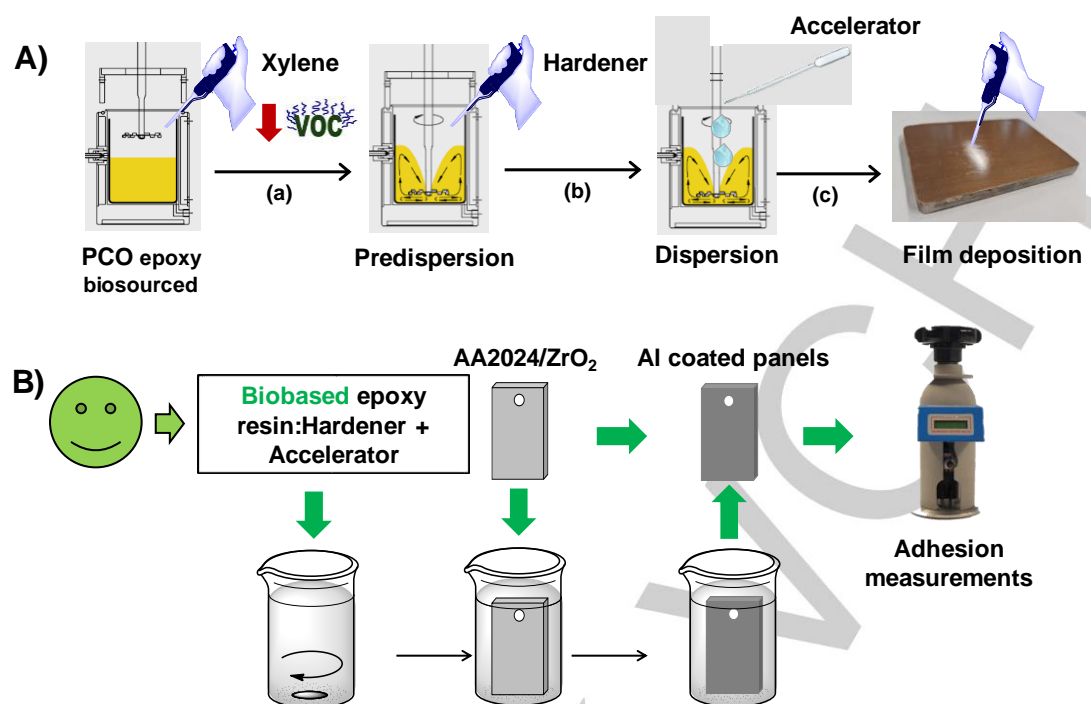 A)
Xylene
VOC
(a)
Hardener
(b)
Accelerator
(c)
PCO epoxy
biosourced
Predispersion
Dispersion
Film deposition
B)
Biobased epoxy
resin:Hardener +
Accelerator
AA2024/ZrO₂
Al coated panels
Adhesion
measurements
VCH